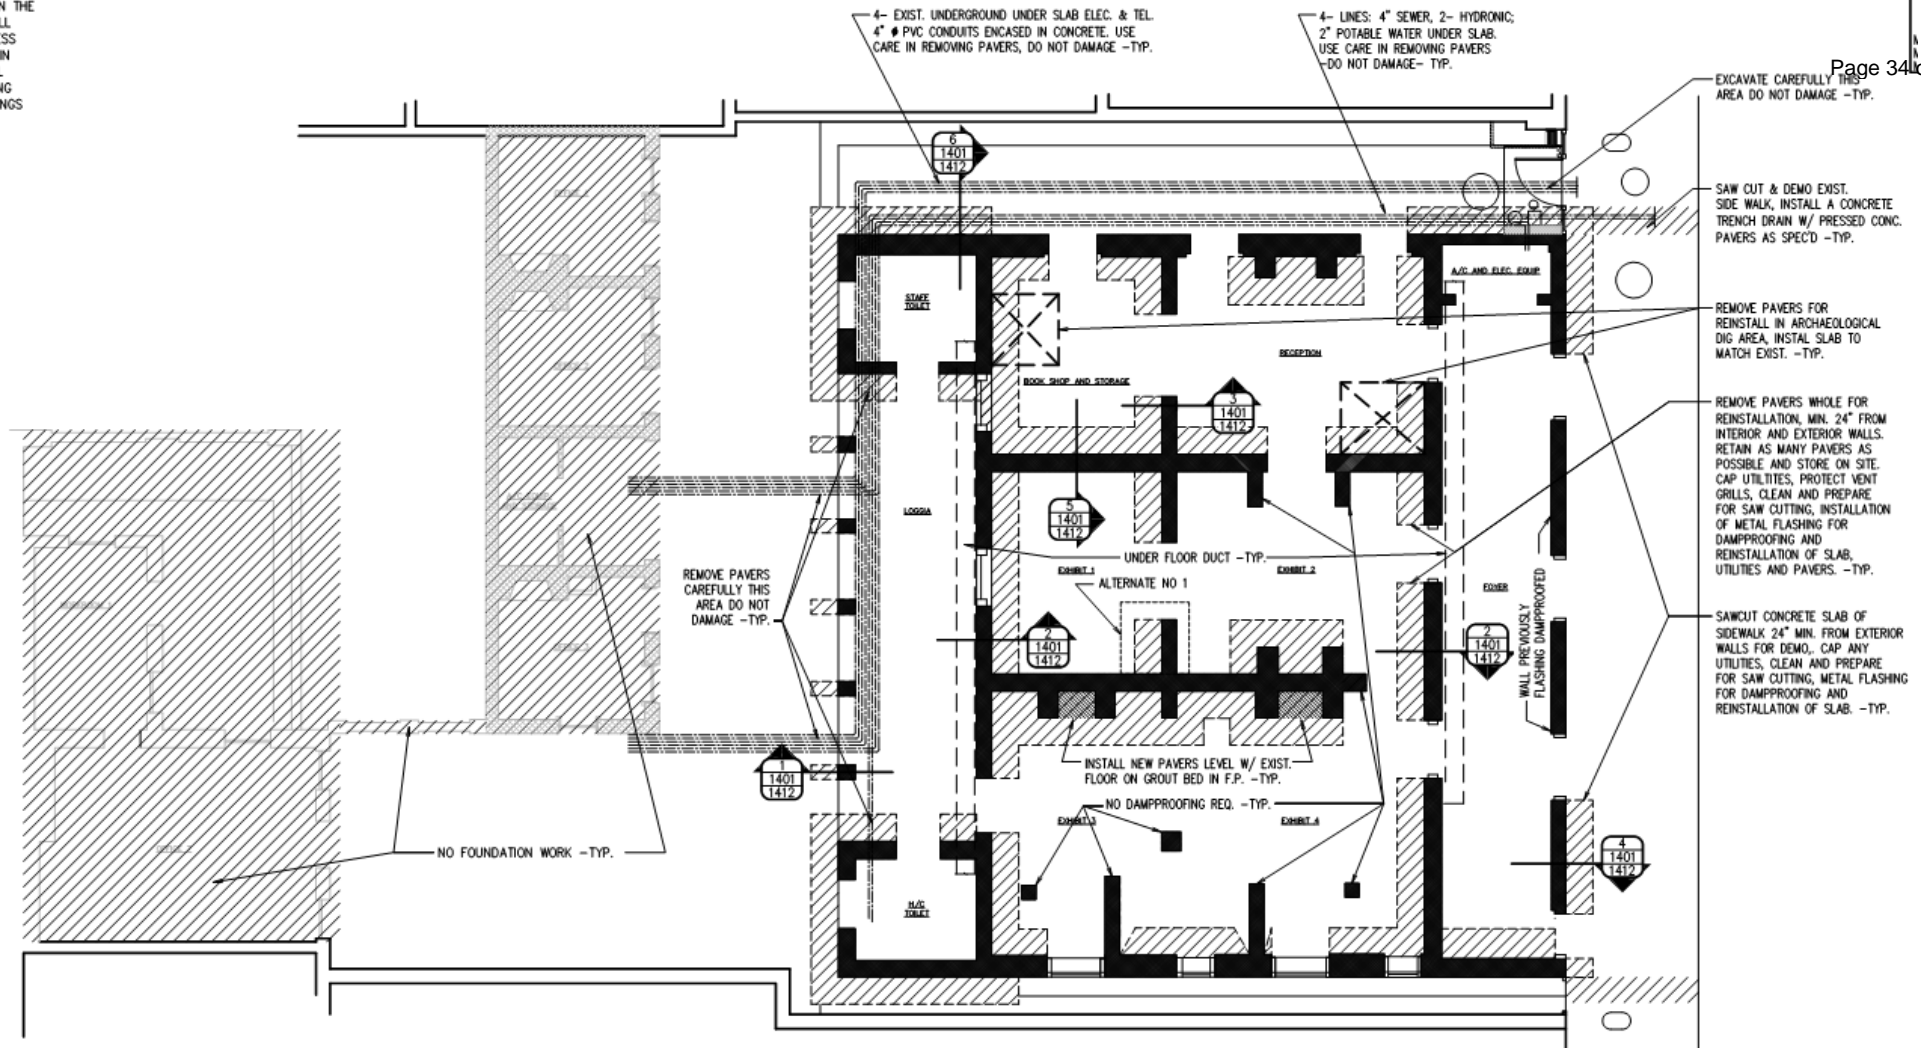 N THE
LL
ESS
IN
NG
NGS
4- EXIST. UNDERGROUND UNDER SLAB ELEC. & TEL.
4" ø PVC CONDUITS ENCASED IN CONCRETE. USE
CARE IN REMOVING PAVERS, DO NOT DAMAGE -TYP.
4- LINES: 4" SEWER, 2- HYDRONIC;
2" POTABLE WATER UNDER SLAB.
USE CARE IN REMOVING PAVERS
-DO NOT DAMAGE- TYP.
Page 34
EXCAVATE CAREFULLY THIS
AREA DO NOT DAMAGE -TYP.
SAW CUT & DEMO EXIST.
SIDE WALK, INSTALL A CONCRETE
TRENCH DRAIN W/ PRESSED CONC.
PAVERS AS SPEC'D -TYP.
REMOVE PAVERS FOR
REINSTALL IN ARCHAEOLOGICAL
DIG AREA, INSTAL SLAB TO
MATCH EXIST. -TYP.
REMOVE PAVERS WHOLE FOR
REINSTALLATION, MIN. 24" FROM
INTERIOR AND EXTERIOR WALLS.
RETAIN AS MANY PAVERS AS
POSSIBLE AND STORE ON SITE.
CAP UTILTITES, PROTECT VENT
GRILLS, CLEAN AND PREPARE
FOR SAW CUTTING, INSTALLATION
OF METAL FLASHING FOR
DAMPPROOFING AND
REINSTALLATION OF SLAB,
UTILITIES AND PAVERS. -TYP.
SAWCUT CONCRETE SLAB OF
SIDEWALK 24" MIN. FROM EXTERIOR
WALLS FOR DEMO,. CAP ANY
UTILITIES, CLEAN AND PREPARE
FOR SAW CUTTING, METAL FLASHING
FOR DAMPPROOFING AND
REINSTALLATION OF SLAB. -TYP.
6
1401
1412
A/C AND ELEC. EQUIP
STAFF
TOILET
RECEPTION
BOOK SHOP AND STORAGE
3
1401
1412
LOGGIA
5
1401
1412
UNDER FLOOR DUCT -TYP.
EXHIBIT 1
EXHIBIT 2
ALTERNATE NO 1
FOYER
WALL PREVIOUSLY
FLASHING DAMPPROOFED
REMOVE PAVERS
CAREFULLY THIS
AREA DO NOT
DAMAGE -TYP.
2
1401
1412
2
1401
1412
1
1401
1412
INSTALL NEW PAVERS LEVEL W/ EXIST.
FLOOR ON GROUT BED IN F.P. -TYP.
NO DAMPPROOFING REQ. -TYP.
EXHIBIT 3
EXHIBIT 4
NO FOUNDATION WORK -TYP.
4
1401
1412
H/C
TOILET